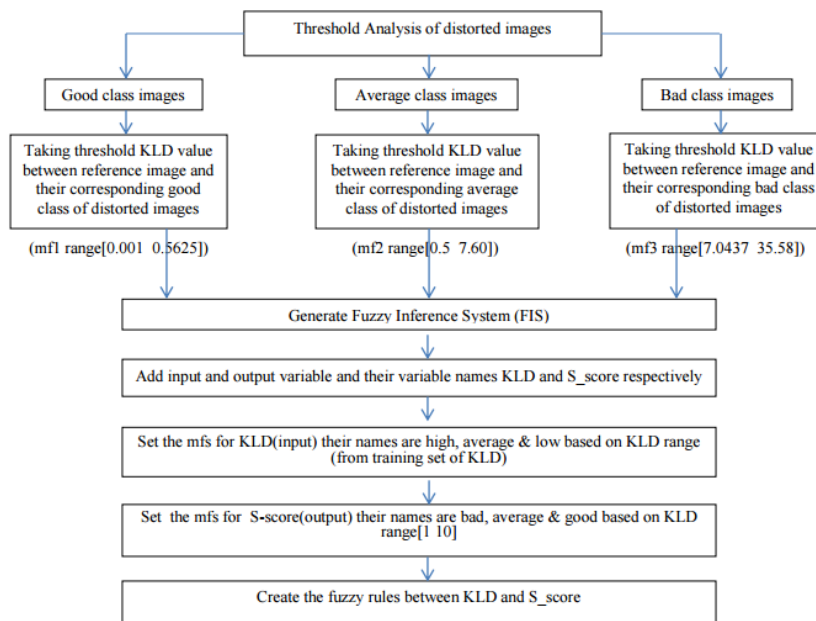 Threshold Analysis of distorted images
Good class images
Average class images
Bad class images
Taking threshold KLD value
between reference image and
their corresponding good
class of distorted images
Taking threshold KLD value
between reference image and
their corresponding average
class of distorted images
Taking threshold KLD value
between reference image and
their corresponding bad class
of distorted images
(mf1 range[0.001 0.5625])
(mf2 range[0.5 7.60])
(mf3 range[7.0437 35.58])
Generate Fuzzy Inference System (FIS)
Add input and output variable and their variable names KLD and S_score respectively
Set the mfs for KLD(input) their names are high, average & low based on KLD range
(from training set of KLD)
Set the mfs for S-score(output) their names are bad, average & good based on KLD
range[1 10]
Create the fuzzy rules between KLD and S_score